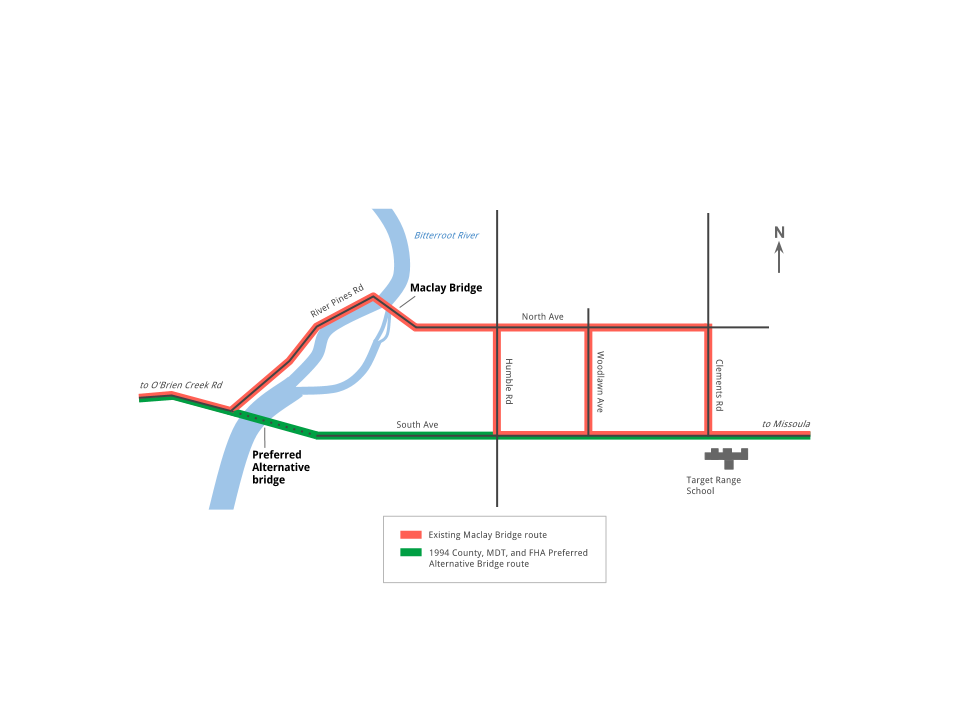 N
Bitterroot River
Maclay Bridge
River Pines Rd
North Ave
Humble Rd
Woodlawn Ave
Clements Rd
to O'Brien Creek Rd
South Ave
to Missoula
Preferred
Alternative
bridge
Target Range
School
Existing Maclay Bridge route
1994 County, MDT, and FHA Preferred
Alternative Bridge route